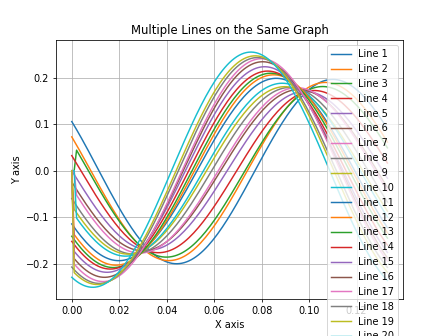 Multiple Lines on the Same Graph
Y axis
0.2
0.1
0.0
−0.1
−0.2
0.00
0.02
0.04
0.06
0.08
0.10
X axis
Line 1
Line 2
Line 3
Line 4
Line 5
Line 6
Line 7
Line 8
Line 9
Line 10
Line 11
Line 12
Line 13
Line 14
Line 15
Line 16
Line 17
Line 18
Line 19
Line 20